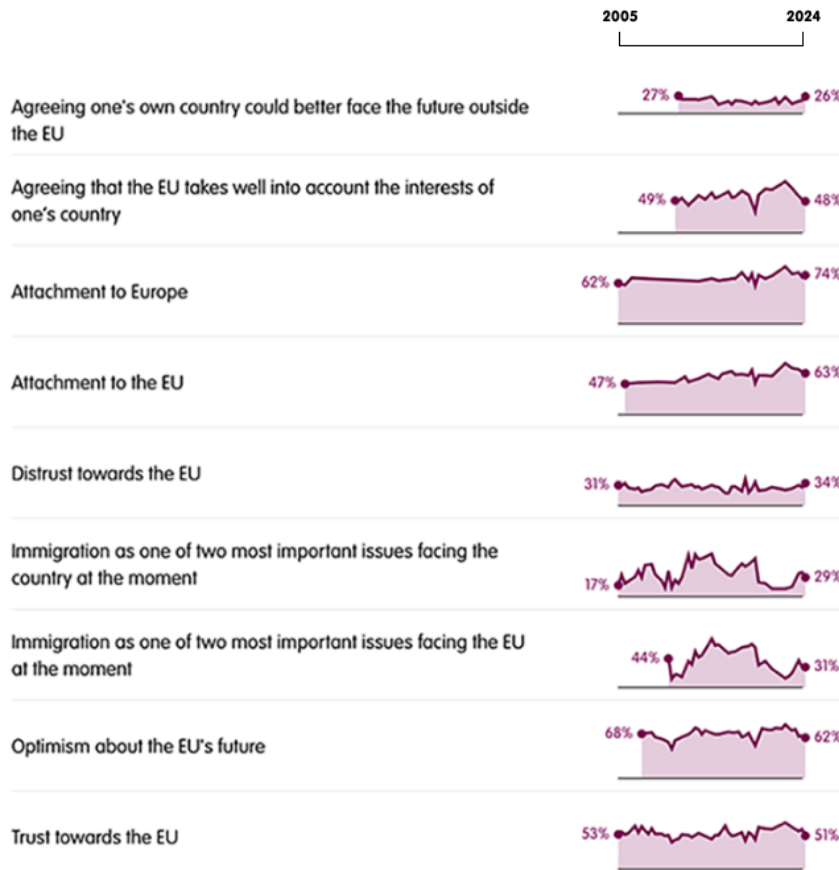 2005 2024
27% 26%
Agreeing one's own country could better face the future outside
the EU
Agreeing that the EU takes well into account the interests of
one's country
49% 48%
Attachment to Europe
62% 74%
Attachment to the EU
47% 63%
Distrust towards the EU
31% 34%
Immigration as one of two most important issues facing the
country at the moment
17% 29%
Immigration as one of two most important issues facing the EU
at the moment
44% 31%
Optimism about the EU's future
68% 62%
Trust towards the EU
53% 51%